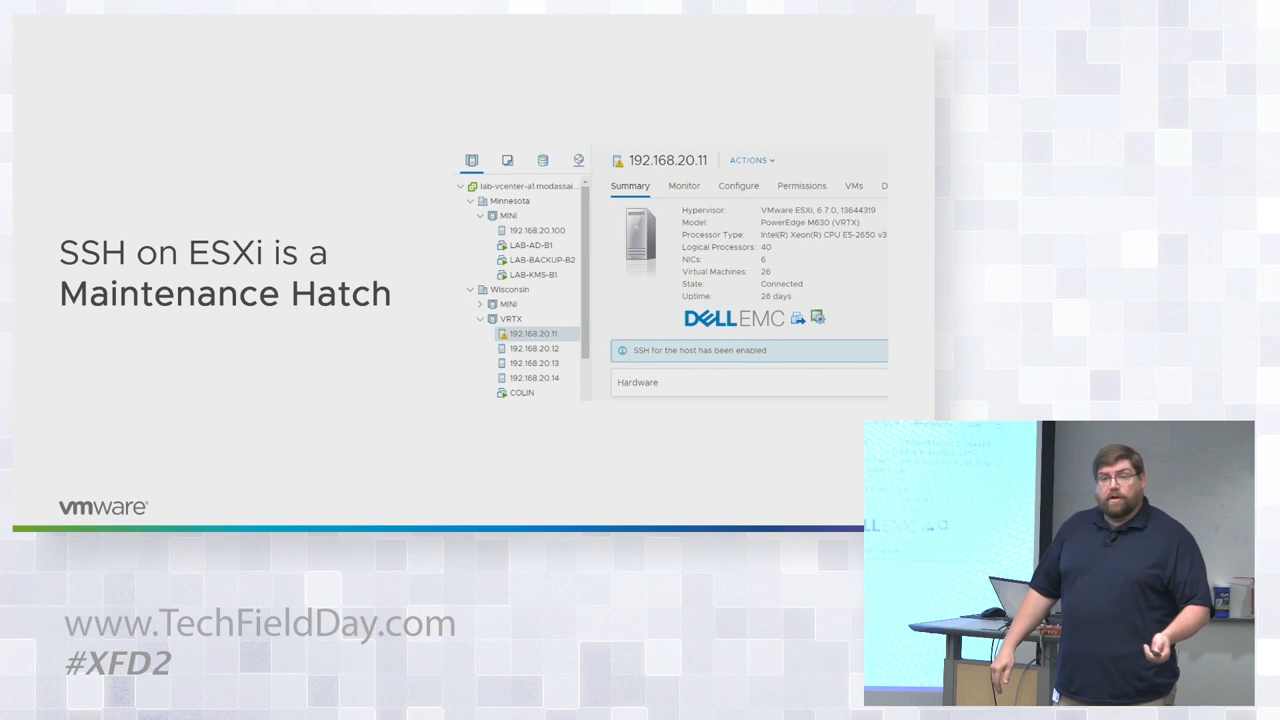 SSH on ESXi is a
Maintenance Hatch
lab-vcenter-a1.modassai...
Minnesota
MINI
192.168.20.100
LAB-AD-B1
LAB-BACKUP-B2
LAB-KMS-B1
Wisconsin
MINI
VRTX
192.168.20.11
192.168.20.12
192.168.20.13
192.168.20.14
COLIN
192.168.20.11
ACTIONS
Summary Monitor Configure Permissions VMs D
Hypervisor: VMware ESXi, 6.7.0, 13644319
Model: PowerEdge M630 (VRTX)
Processor Type: Intel(R) Xeon(R) CPU E5-2650 v3
Logical Processors: 40
NICs: 6
Virtual Machines: 26
State: Connected
Uptime: 26 days
DELLEMC
SSH for the host has been enabled
Hardware
vmware®
LEMC
www.TechFieldDay.com
#XFD2